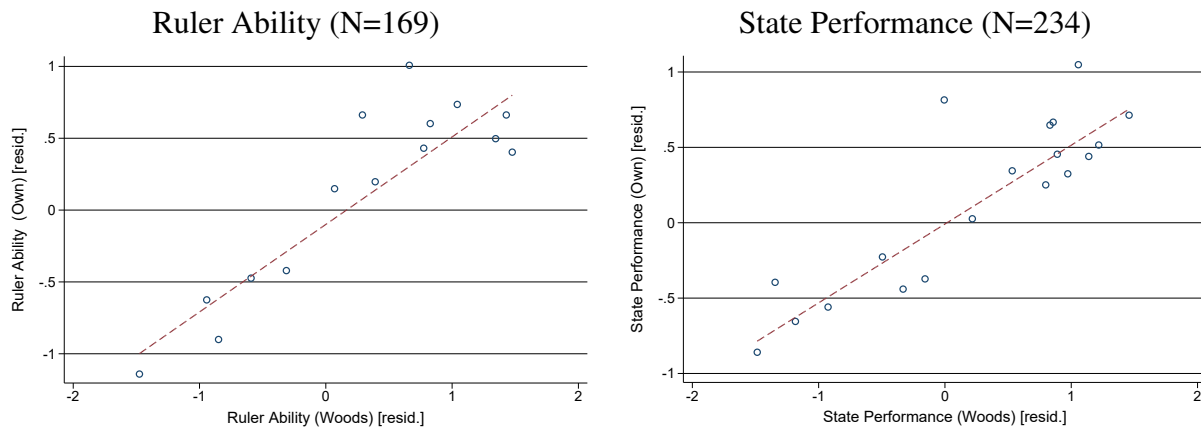 Ruler Ability (N=169)
1
.5
0
-.5
-1
-2 -1 0 1 2
Ruler Ability (Own) [resid.]
Ruler Ability (Woods) [resid.]
State Performance (N=234)
1
.5
0
-.5
-1
-2 -1 0 1 2
State Performance (Own) [resid.]
State Performance (Woods) [resid.]